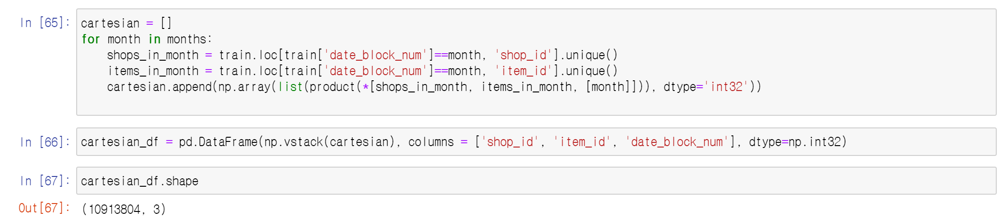 In [65]: cartesian = []
for month in months:
    shops_in_month = train.loc[train['date_block_num']==month, 'shop_id'].unique()
    items_in_month = train.loc[train['date_block_num']==month, 'item_id'].unique()
    cartesian.append(np.array(list(product(*[shops_in_month, items_in_month, [month]])), dtype='int32'))
In [66]: cartesian_df = pd.DataFrame(np.vstack(cartesian), columns = ['shop_id', 'item_id', 'date_block_num'], dtype=np.int32)
In [67]: cartesian_df.shape
Out[67]: (10913804, 3)